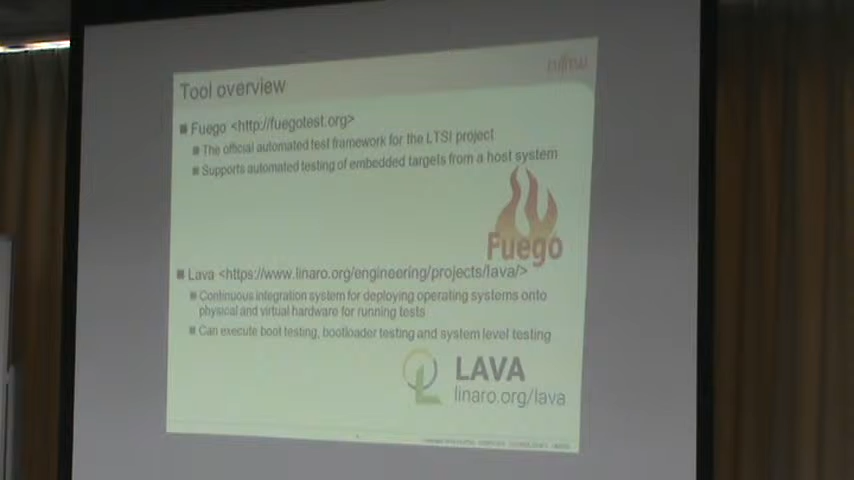 Tool overview
Fuego <http://fuegotest.org>
The official automated test framework for the LTSI project
Supports automated testing of embedded targets from a host system
Fuego
Lava <https://www.linaro.org/engineering/projects/lava/>
Continuous integration system for deploying operating systems onto
physical and virtual hardware for running tests
Can execute boot testing, bootloader testing and system level testing
LAVA
linaro.org/lava